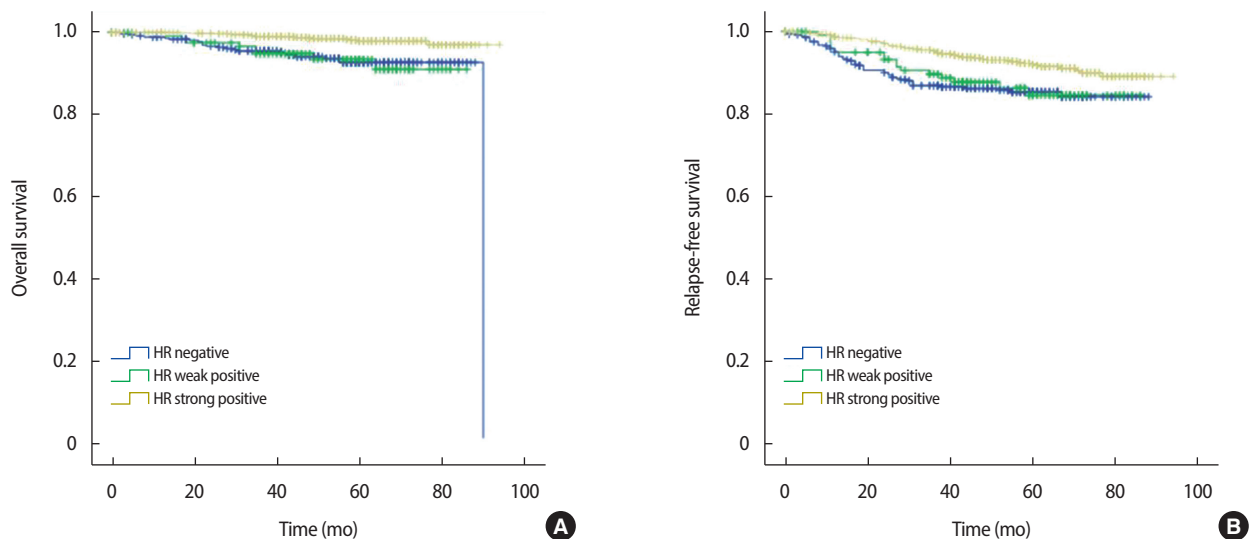 1.0
0.8
0.6
0.4
0.2
0
Overall survival
HR negative
HR weak positive
HR strong positive
0 20 40 60 80 100
Time (mo)
A
1.0
0.8
0.6
0.4
0.2
0
Relapse-free survival
HR negative
HR weak positive
HR strong positive
0 20 40 60 80 100
Time (mo)
B